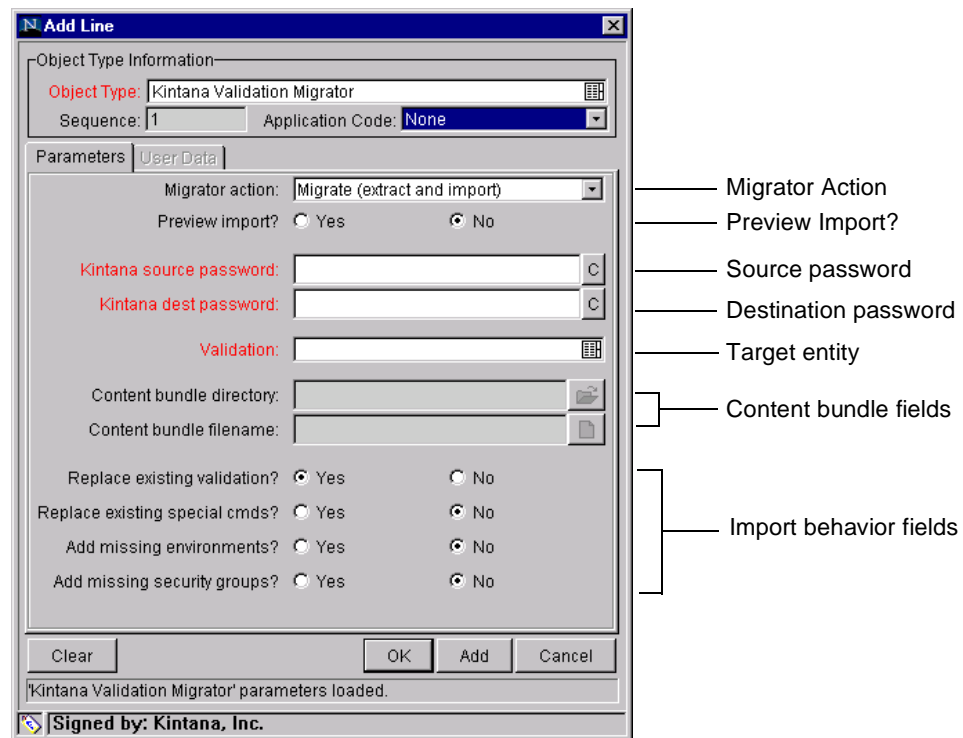 Add Line
Object Type Information
Object Type: Kintana Validation Migrator
Sequence: 1 Application Code: None
Parameters User Data
Migrator action: Migrate (extract and import) Migrator Action
Preview import? Yes No Preview Import?
Kintana source password: C Source password
Kintana dest password: C Destination password
Validation: Target entity
Content bundle directory:
Content bundle fields
Content bundle filename:
Replace existing validation? Yes No
Replace existing special cmds? Yes No
Import behavior fields
Add missing environments? Yes No
Add missing security groups? Yes No
Clear OK Add Cancel
'Kintana Validation Migrator' parameters loaded.
Signed by: Kintana, Inc.